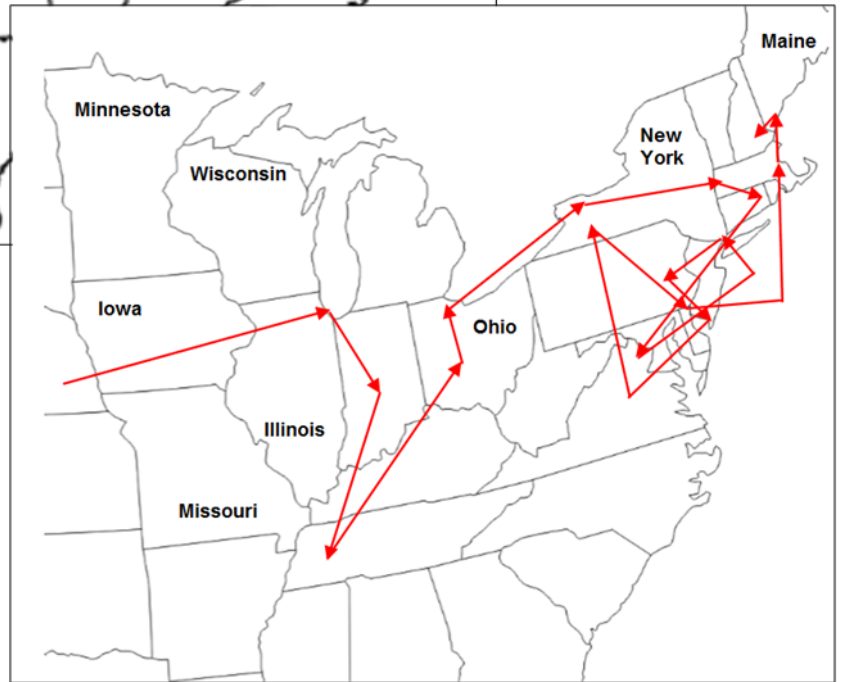 Maine
Minnesota
New
York
Wisconsin
Iowa
Ohio
Illinois
Missouri